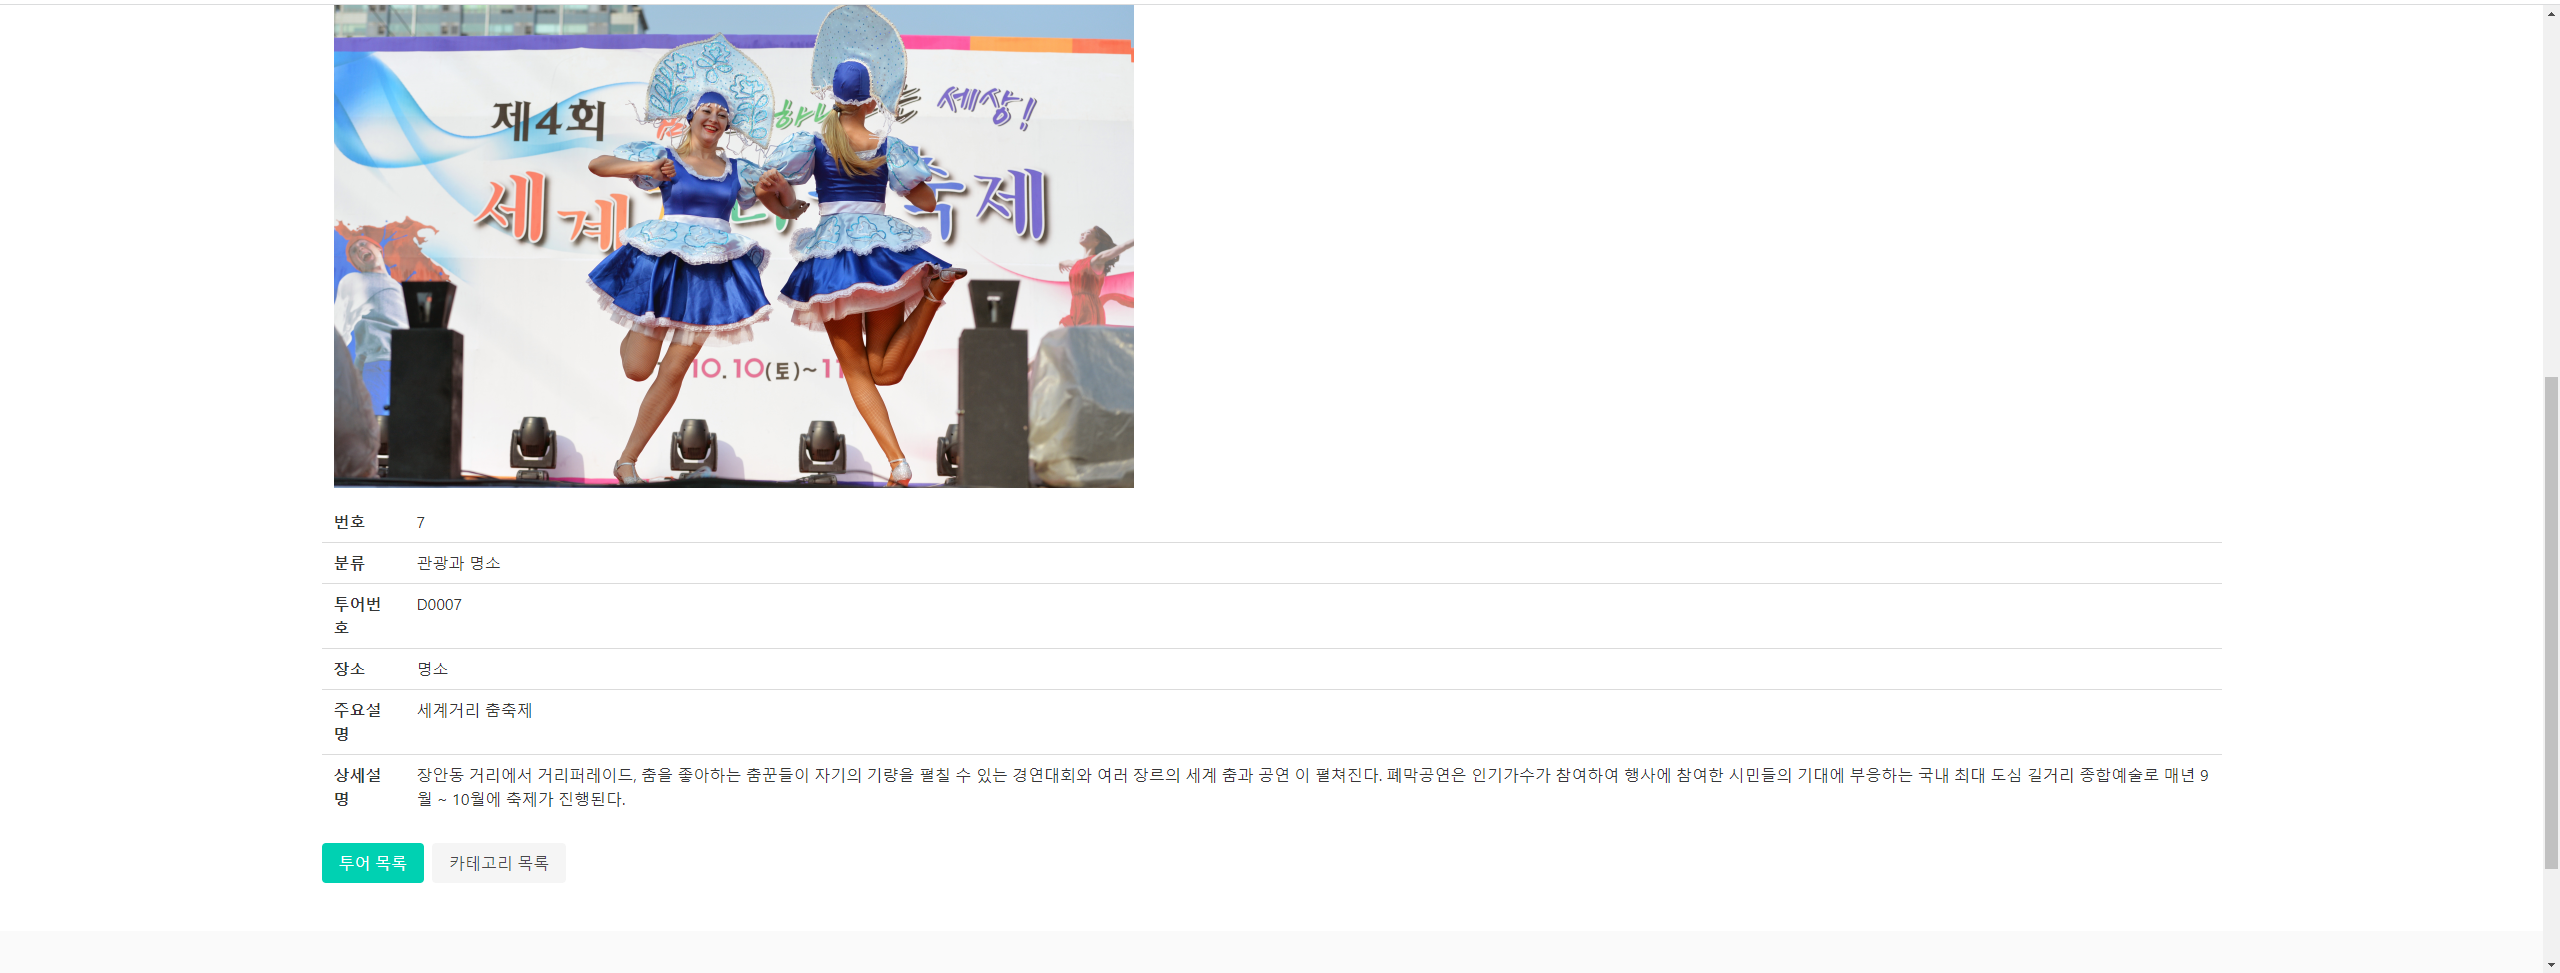 제4회 하나 는 세상!
세계 축제
10.10(토)~11
번호 7
분류 관광과 명소
투어번
호 D0007
장소 명소
주요설
명 세계거리 춤축제
상세설
명 장안동 거리에서 거리퍼레이드, 춤을 좋아하는 춤꾼들이 자기의 기량을 펼칠 수 있는 경연대회와 여러 장르의 세계 춤과 공연 이 펼쳐진다. 폐막공연은 인기가수가 참여하여 행사에 참여한 시민들의 기대에 부응하는 국내 최대 도심 길거리 종합예술로 매년 9
월 ~ 10월에 축제가 진행된다.
투어 목록 카테고리 목록